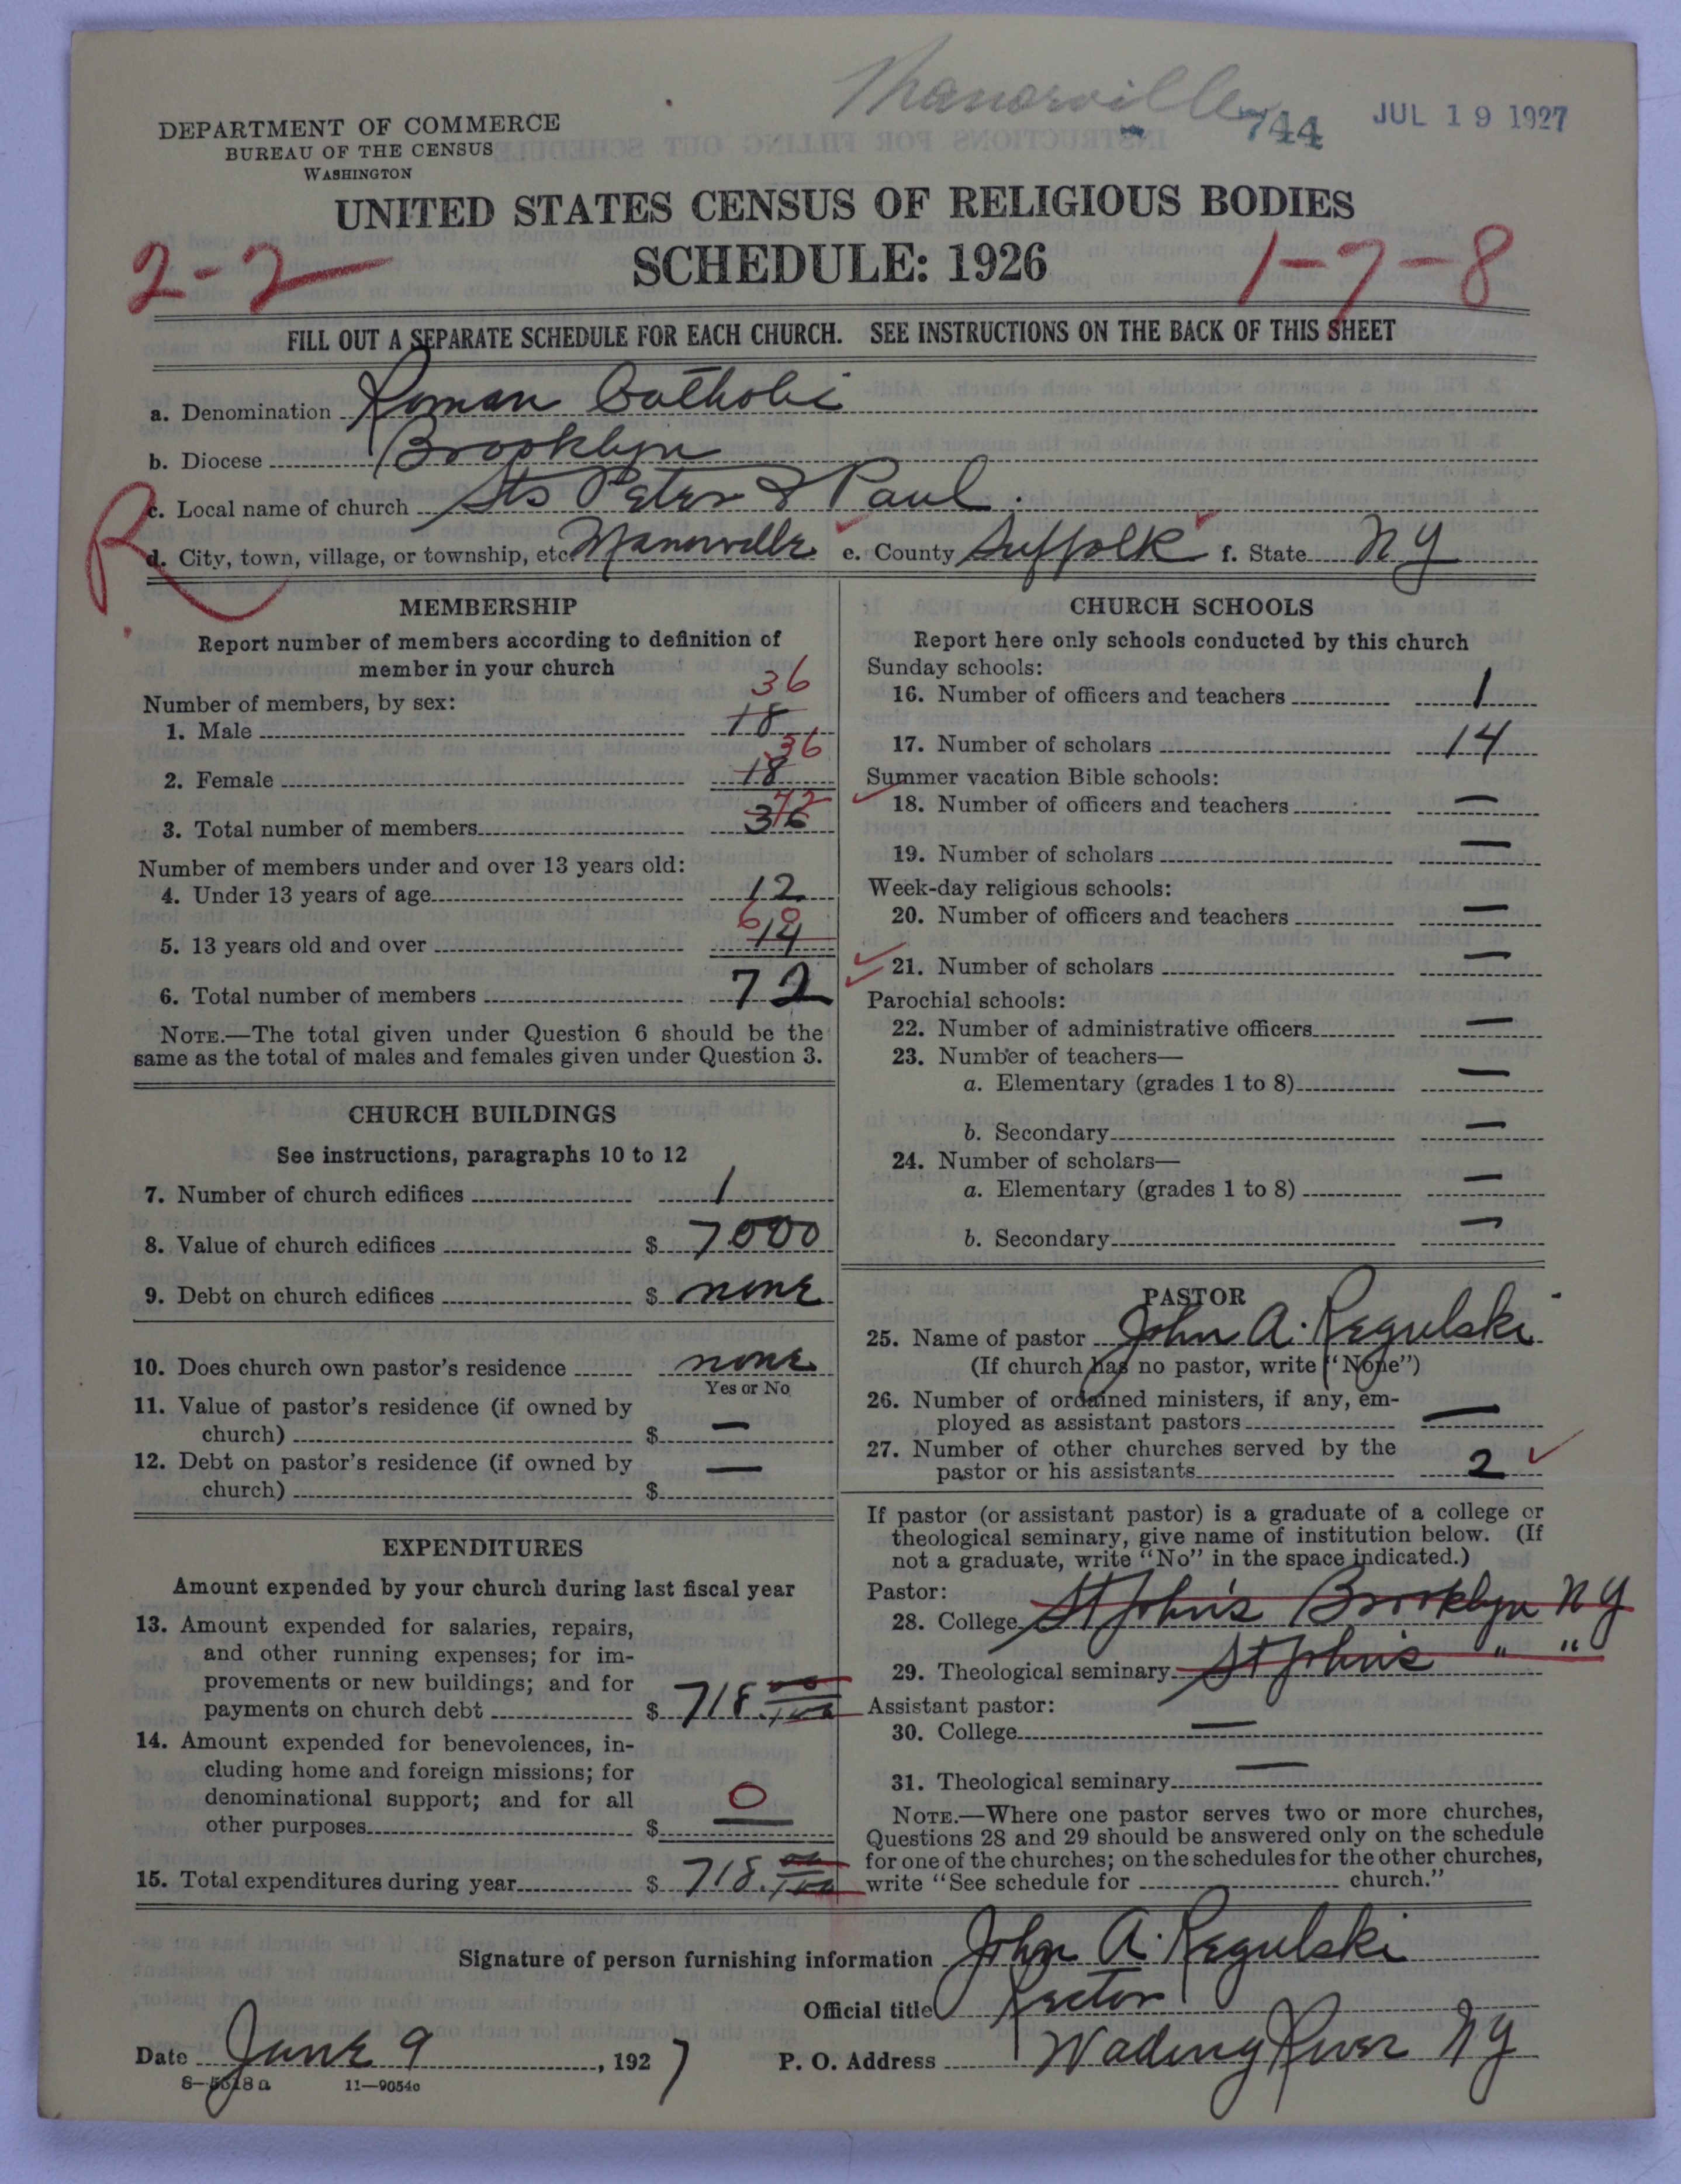 Manorville
744 JUL 19 1927
DEPARTMENT OF COMMERCE
BUREAU OF THE CENSUS
WASHINGTON
UNITED STATES CENSUS OF RELIGIOUS BODIES
2-2 SCHEDULE: 1926 1-7-8
FILL OUT A SEPARATE SCHEDULE FOR EACH CHURCH. SEE INSTRUCTIONS ON THE BACK OF THIS SHEET
a. Denomination Roman Catholic
b. Diocese Brooklyn
c. Local name of church Sts Peter & Paul.
R
d. City, town, village, or township, etc. Manorville e. County Suffolk f. State NY
MEMBERSHIP
Report number of members according to definition of
member in your church
Number of members, by sex:
36
1. Male 18
36
2. Female 18
72
3. Total number of members 36
Number of members under and over 13 years old:
4. Under 13 years of age 12
60
5. 13 years old and over 14
6. Total number of members 72
NOTE.—The total given under Question 6 should be the
same as the total of males and females given under Question 3.
CHURCH BUILDINGS
See instructions, paragraphs 10 to 12
7. Number of church edifices 1
8. Value of church edifices $ 7000
9. Debt on church edifices $ none
10. Does church own pastor's residence none
Yes or No
11. Value of pastor's residence (if owned by
church) $ —
12. Debt on pastor's residence (if owned by
church) $ —
EXPENDITURES
Amount expended by your church during last fiscal year
13. Amount expended for salaries, repairs,
and other running expenses; for im-
provements or new buildings; and for
payments on church debt $ 718.00/100
14. Amount expended for benevolences, in-
cluding home and foreign missions; for
denominational support; and for all 0
other purposes $ —
15. Total expenditures during year $ 718.00/100
CHURCH SCHOOLS
Report here only schools conducted by this church
Sunday schools:
16. Number of officers and teachers 1
17. Number of scholars 14
Summer vacation Bible schools:
18. Number of officers and teachers —
19. Number of scholars —
Week-day religious schools:
20. Number of officers and teachers —
21. Number of scholars —
Parochial schools:
22. Number of administrative officers —
23. Number of teachers—
a. Elementary (grades 1 to 8) —
b. Secondary —
24. Number of scholars—
a. Elementary (grades 1 to 8) —
b. Secondary —
PASTOR
25. Name of pastor John A. Regulski
(If church has no pastor, write "None")
26. Number of ordained ministers, if any, em-
ployed as assistant pastors —
27. Number of other churches served by the
pastor or his assistants 2
If pastor (or assistant pastor) is a graduate of a college or
theological seminary, give name of institution below. (If
not a graduate, write "No" in the space indicated.)
Pastor:
28. College St John's Brooklyn NY
29. Theological seminary St John's " "
Assistant pastor:
30. College —
31. Theological seminary —
NOTE.—Where one pastor serves two or more churches,
Questions 28 and 29 should be answered only on the schedule
for one of the churches; on the schedules for the other churches,
write "See schedule for church."
Signature of person furnishing information John A. Regulski
Official title Rector
Date June 9, 1927 P. O. Address Wading River NY
8-5618a 11—9054c